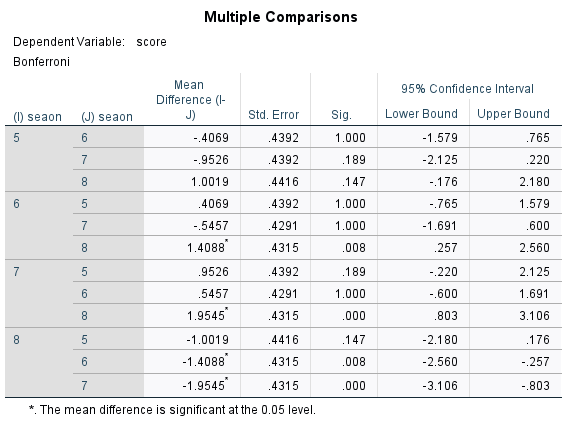 Multiple Comparisons
Dependent Variable: score
Bonferroni
(I) seaon (J) seaon Mean Difference (I-J) Std. Error Sig. 95% Confidence Interval
Lower Bound Upper Bound
5 6 -.4069 .4392 1.000 -1.579 .765
7 -.9526 .4392 .189 -2.125 .220
8 1.0019 .4416 .147 -.176 2.180
6 5 .4069 .4392 1.000 -.765 1.579
7 -.5457 .4291 1.000 -1.691 .600
8 1.4088* .4315 .008 .257 2.560
7 5 .9526 .4392 .189 -.220 2.125
6 .5457 .4291 1.000 -.600 1.691
8 1.9545* .4315 .000 .803 3.106
8 5 -1.0019 .4416 .147 -2.180 .176
6 -1.4088* .4315 .008 -2.560 -.257
7 -1.9545* .4315 .000 -3.106 -.803
*. The mean difference is significant at the 0.05 level.